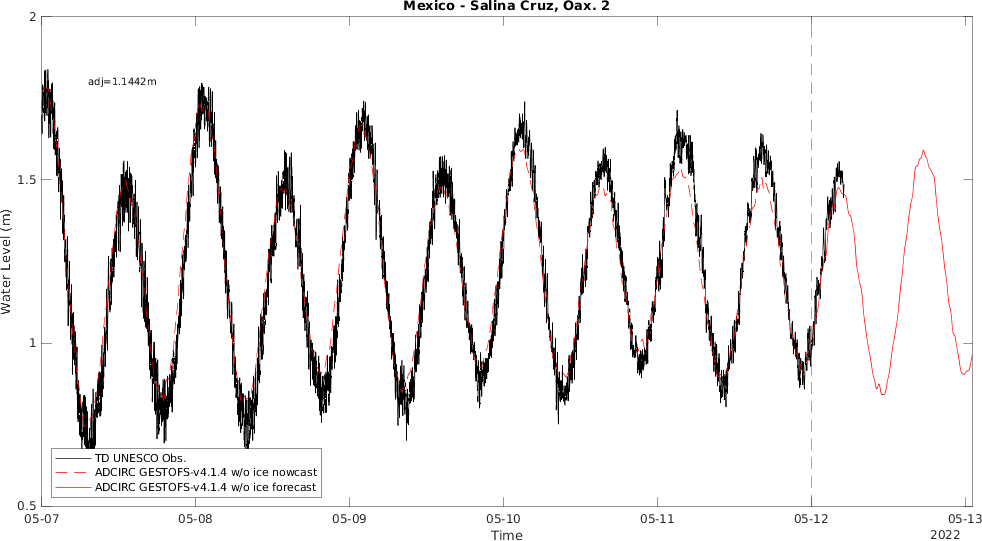 Mexico - Salina Cruz, Oax. 2
2
adj=1.1442m
1.5
Water Level (m)
1
TD UNESCO Obs.
ADCIRC GESTOFS-v4.1.4 w/o ice nowcast
ADCIRC GESTOFS-v4.1.4 w/o ice forecast
0.5
05-07 05-08 05-09 05-10 05-11 05-12 05-13
Time
2022